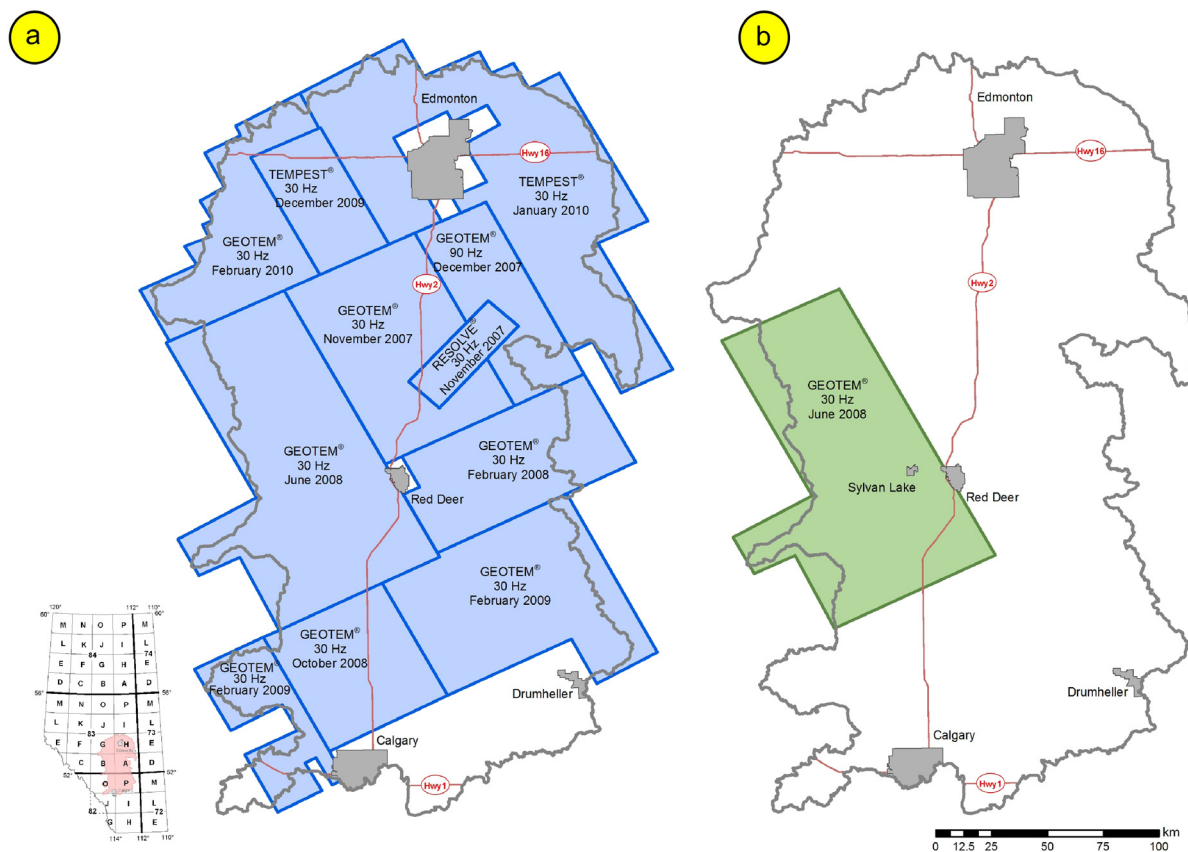 a
Edmonton
Hwy16
TEMPEST®
30 Hz
December 2009
TEMPEST®
30 Hz
January 2010
GEOTEM®
30 Hz
February 2010
GEOTEM®
90 Hz
December 2007
Hwy2
GEOTEM®
30 Hz
November 2007
RESOLVE®
30 Hz
November 2007
GEOTEM®
30 Hz
June 2008
GEOTEM®
30 Hz
February 2008
Red Deer
GEOTEM®
30 Hz
February 2009
GEOTEM®
30 Hz
October 2008
GEOTEM®
30 Hz
February 2009
Drumheller
Calgary
Hwy1
120° 112° 110°
60° 60°
M N O P M
L K J I L
84 74
E F G H E
D C B A D
56° 56°
M N O P M
L K J I L
83 73
E F G H E
C B A D
52° 52°
O P M
J I L
82 72
G H E
114° 112° 110°
b
Edmonton
Hwy16
Hwy2
GEOTEM®
30 Hz
June 2008
Sylvan Lake
Red Deer
Drumheller
Calgary
Hwy1
km
0 12.5 25 50 75 100